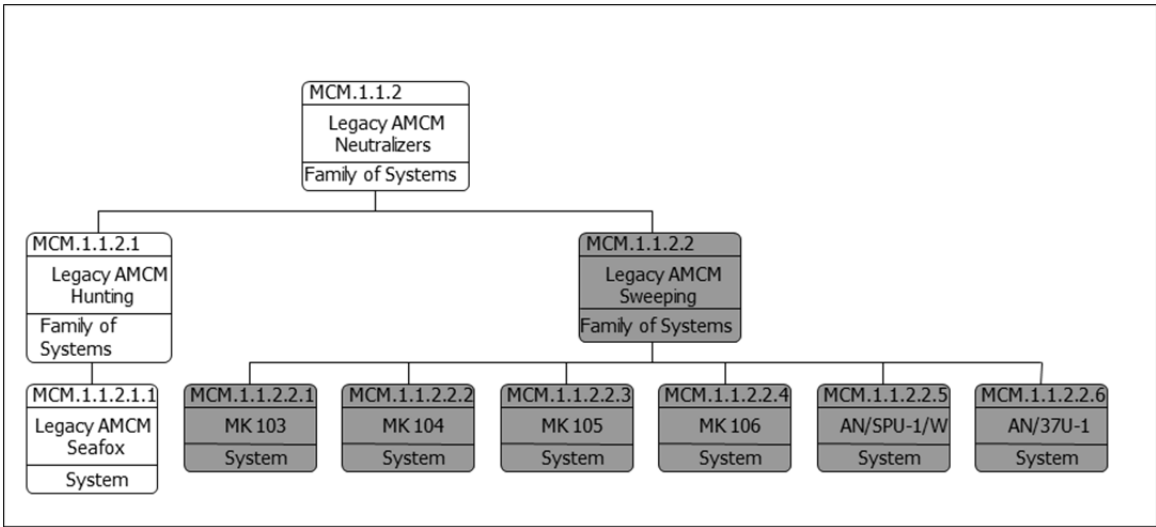 MCM.1.1.2
Legacy AMCM
Neutralizers
Family of Systems
MCM.1.1.2.1
Legacy AMCM
Hunting
Family of
Systems
MCM.1.1.2.2
Legacy AMCM
Sweeping
Family of Systems
MCM.1.1.2.1.1
Legacy AMCM
Seafox
System
MCM.1.1.2.2.1
MK 103
System
MCM.1.1.2.2.2
MK 104
System
MCM.1.1.2.2.3
MK 105
System
MCM.1.1.2.2.4
MK 106
System
MCM.1.1.2.2.5
AN/SPU-1/W
System
MCM.1.1.2.2.6
AN/37U-1
System